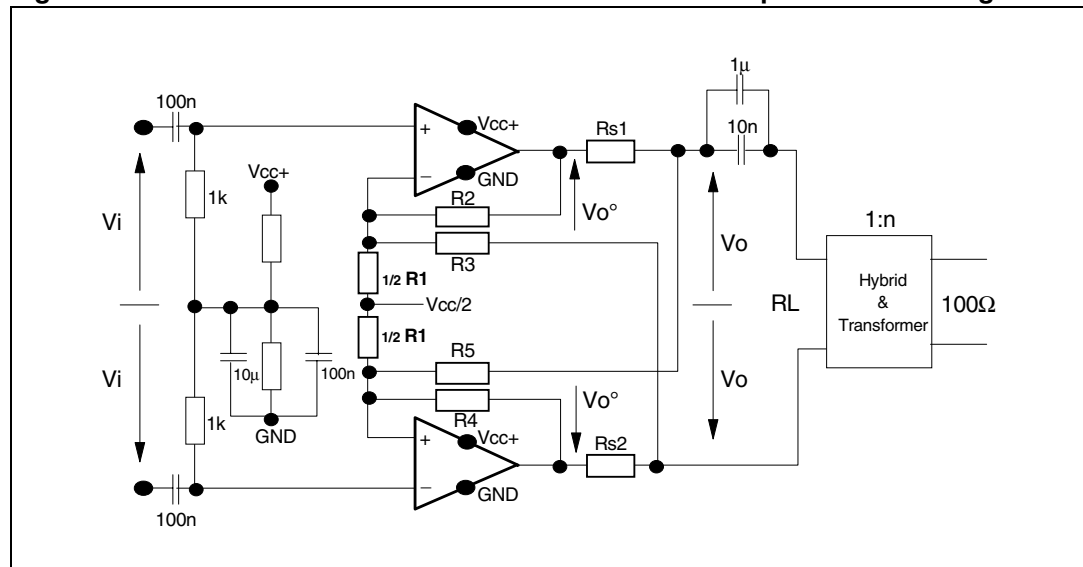 1µ
100n
Vcc+
Rs1
10n
+
GND
−
Vcc+
R2
Vo°
1k
Vi
R3
1:n
1/2 R1
Vo
Vcc/2
Hybrid
&
Transformer
RL
100Ω
1/2 R1
R5
Vi
10µ
100n
Vo°
Vo
R4
1k
GND
+
Vcc+
Rs2
−
GND
100n